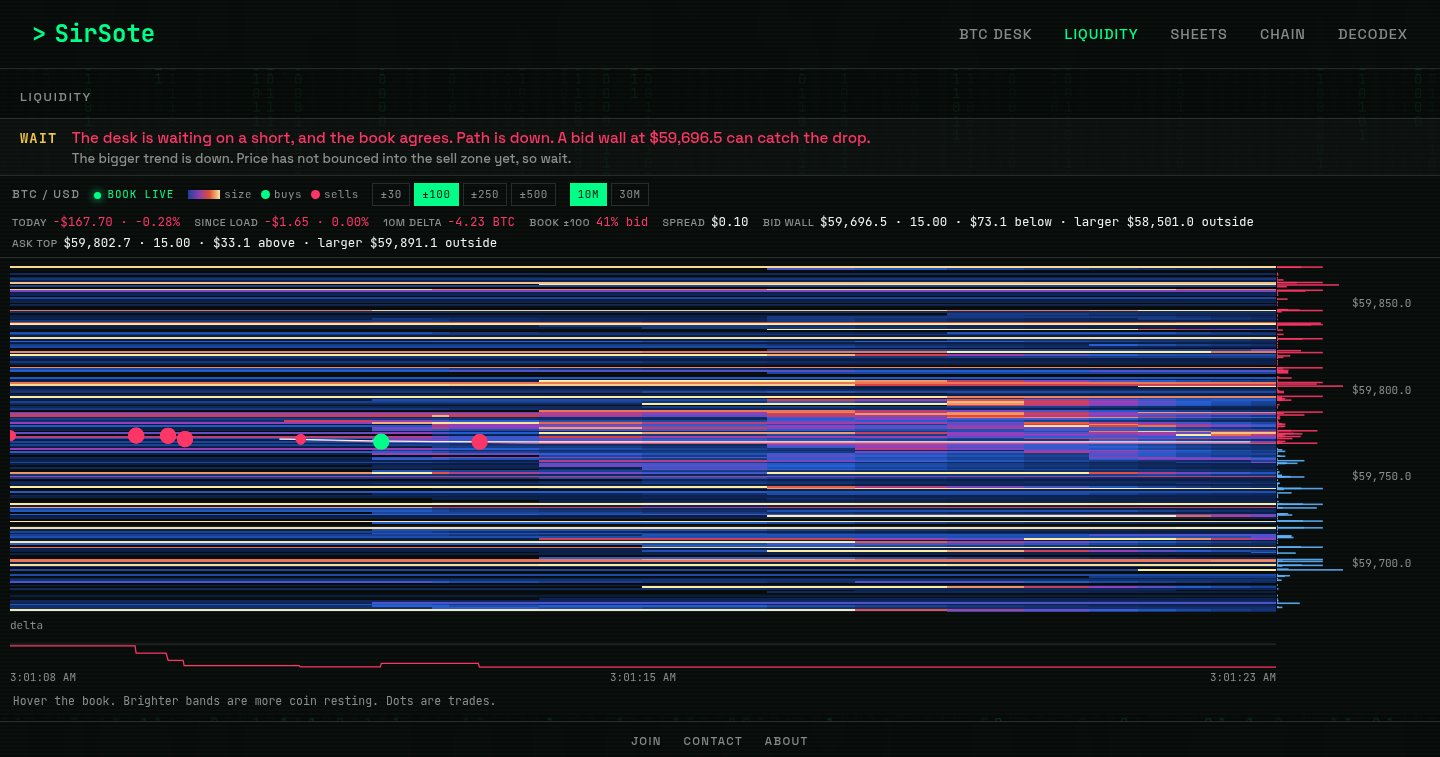 > SirSote
BTC DESK LIQUIDITY SHEETS CHAIN DECODEX
LIQUIDITY
WAIT The desk is waiting on a short, and the book agrees. Path is down. A bid wall at $59,696.5 can catch the drop.
The bigger trend is down. Price has not bounced into the sell zone yet, so wait.
BTC / USD BOOK LIVE size buys sells ±30 ±100 ±250 ±500 10M 30M
TODAY -$167.70 · -0.28% SINCE LOAD -$1.65 · 0.00% 10M DELTA -4.23 BTC BOOK ±100 41% bid SPREAD $0.10 BID WALL $59,696.5 · 15.00 · $73.1 below · larger $58,501.0 outside
ASK TOP $59,802.7 · 15.00 · $33.1 above · larger $59,891.1 outside
$59,850.0
$59,800.0
$59,750.0
$59,700.0
delta
3:01:08 AM 3:01:15 AM 3:01:23 AM
Hover the book. Brighter bands are more coin resting. Dots are trades.
JOIN CONTACT ABOUT